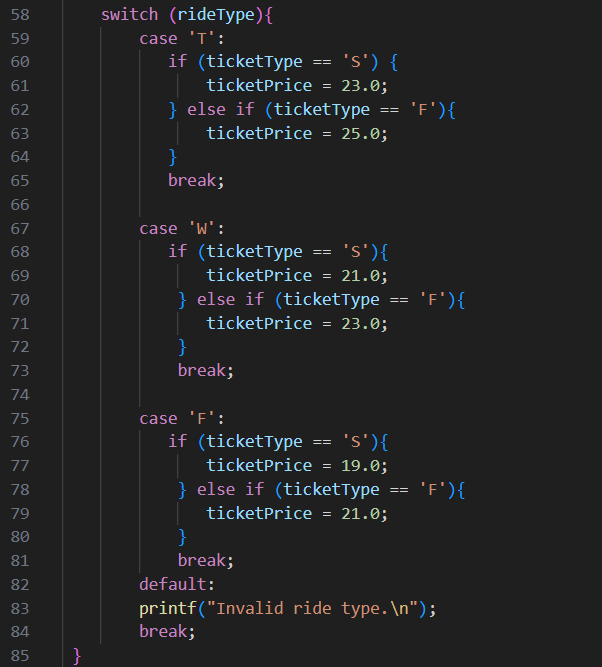 58 switch (rideType){
59 case 'T':
60 if (ticketType == 'S') {
61 ticketPrice = 23.0;
62 } else if (ticketType == 'F'){
63 ticketPrice = 25.0;
64 }
65 break;
66
67 case 'W':
68 if (ticketType == 'S'){
69 ticketPrice = 21.0;
70 } else if (ticketType == 'F'){
71 ticketPrice = 23.0;
72 }
73 break;
74
75 case 'F':
76 if (ticketType == 'S'){
77 ticketPrice = 19.0;
78 } else if (ticketType == 'F'){
79 ticketPrice = 21.0;
80 }
81 break;
82 default:
83 printf("Invalid ride type.\n");
84 break;
85 }